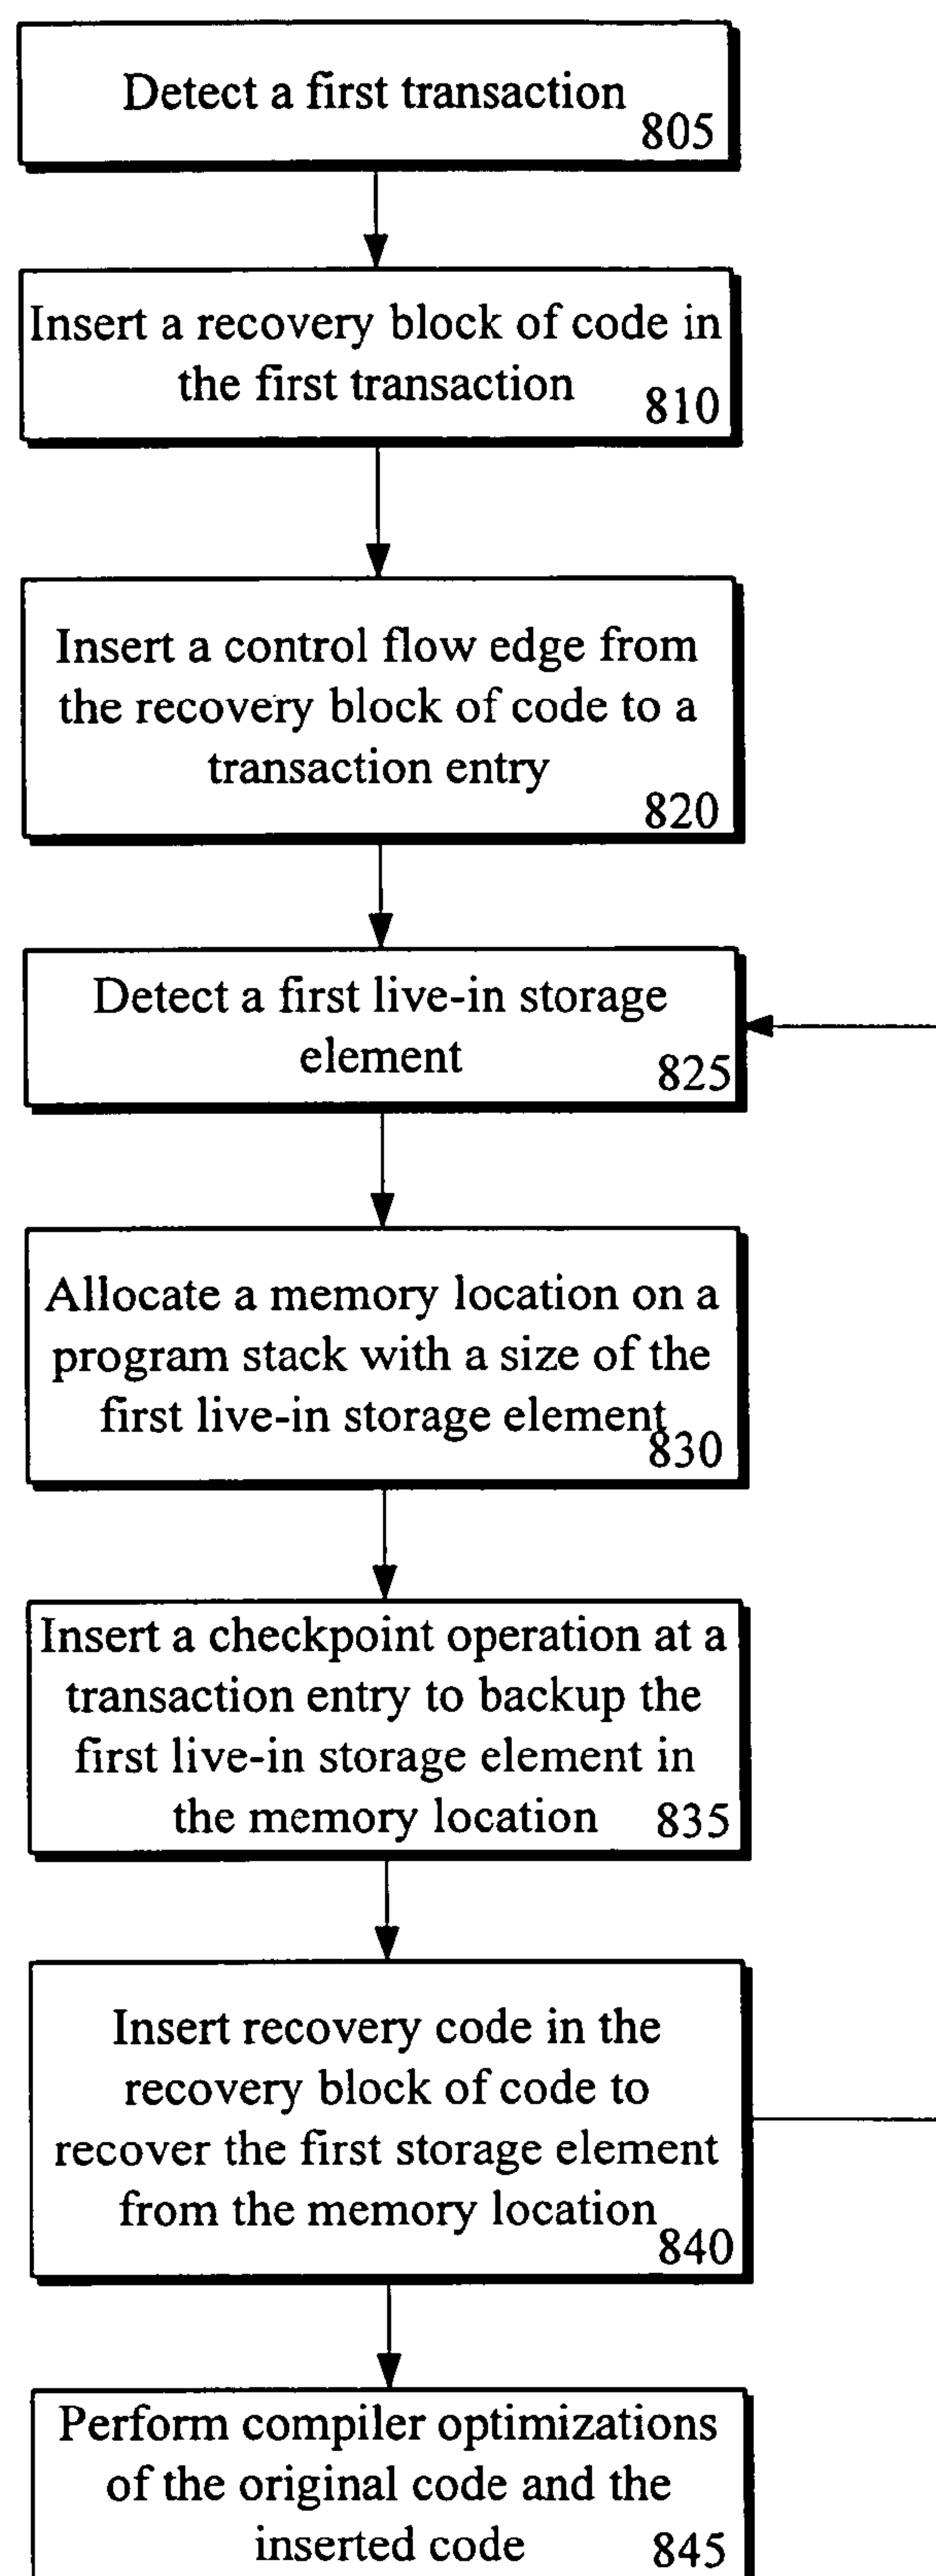 Detect a first transaction
805
Insert a recovery block of code in
the first transaction
810
Insert a control flow edge from
the recovery block of code to a
transaction entry
820
Detect a first live-in storage
element
825
Allocate a memory location on a
program stack with a size of the
first live-in storage element
830
Insert a checkpoint operation at a
transaction entry to backup the
first live-in storage element in
the memory location
835
Insert recovery code in the
recovery block of code to
recover the first storage element
from the memory location
840
Perform compiler optimizations
of the original code and the
inserted code
845